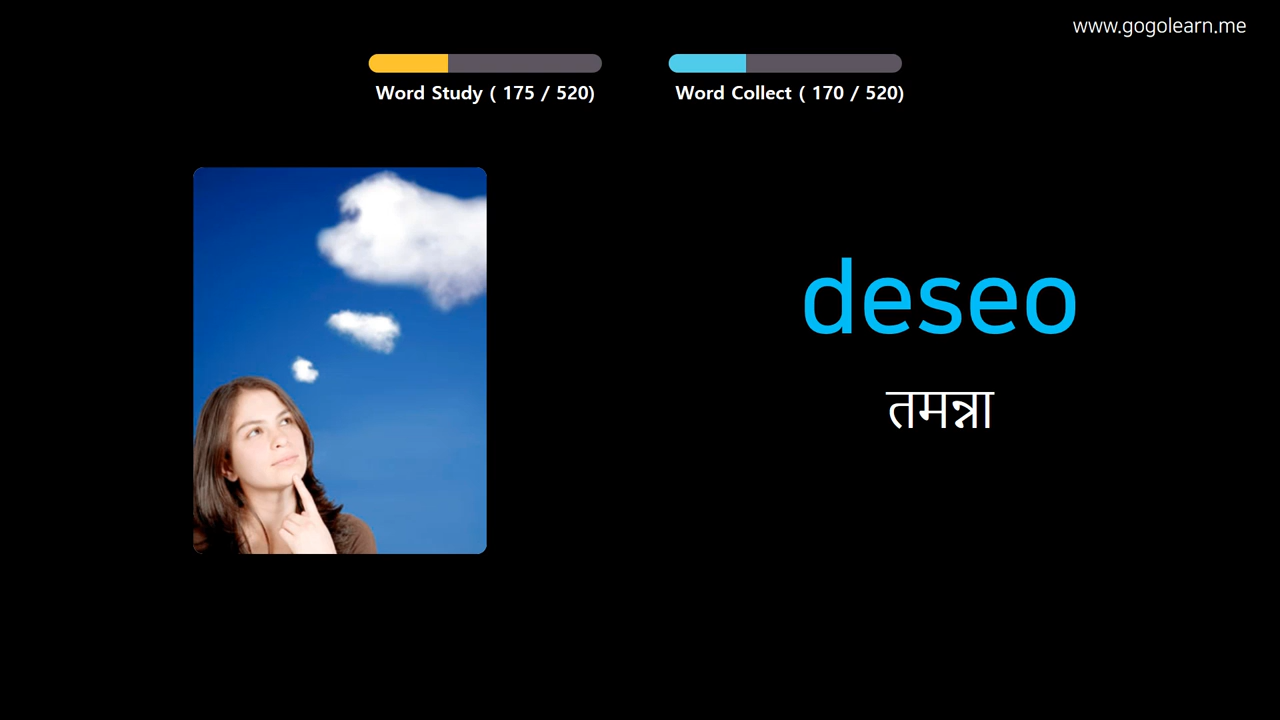 www.gogolearn.me
Word Study ( 175 / 520)
Word Collect ( 170 / 520)
deseo
तमन्ना